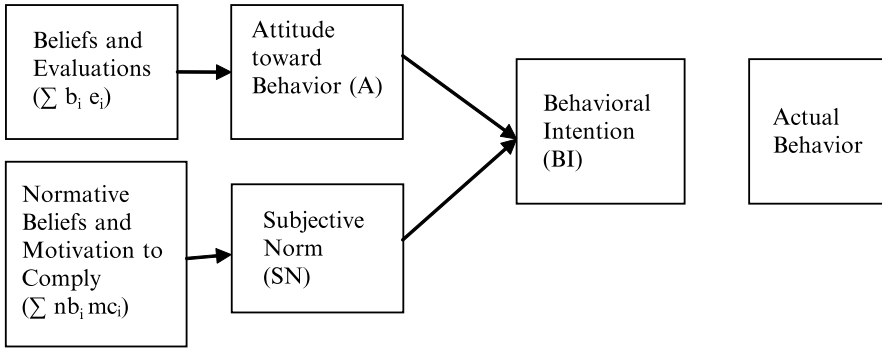 Beliefs and
Evaluations
(∑ bᵢ eᵢ)
Attitude
toward
Behavior (A)
Normative
Beliefs and
Motivation to
Comply
(∑ nbᵢ mcᵢ)
Subjective
Norm
(SN)
Behavioral
Intention
(BI)
Actual
Behavior